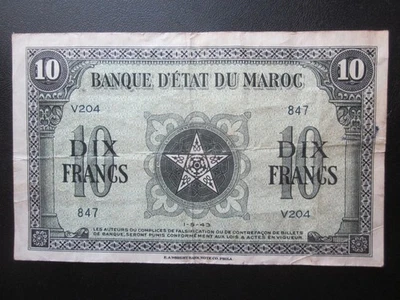 10 10
BANQUE D'ÉTAT DU MAROC
V204 847
10 10
DIX DIX
FRANCS FRANCS
847 V204
1-5-43
LES AUTEURS OU COMPLICES DE FALSIFICATION OU DE CONTREFAÇON DE BILLETS
DE BANQUE, SERONT PUNIS CONFORMÉMENT AUX LOIS & ACTES EN VIGUEUR.